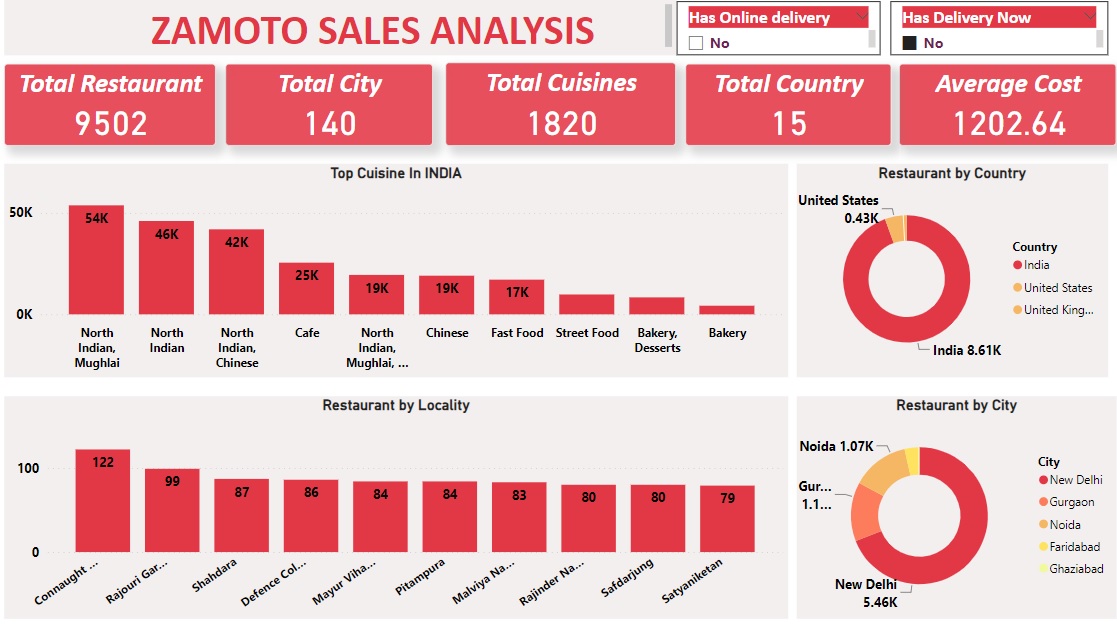 ZAMOTO SALES ANALYSIS
Has Online delivery
No
Has Delivery Now
No
Total Restaurant
9502
Total City
140
Total Cuisines
1820
Total Country
15
Average Cost
1202.64
Top Cuisine In INDIA
50K
0K
54K
46K
42K
25K
19K
19K
17K
North
Indian,
Mughlai
North
Indian
North
Indian,
Chinese
Cafe
North
Indian,
Mughlai, ...
Chinese
Fast Food
Street Food
Bakery,
Desserts
Bakery
Restaurant by Country
United States
0.43K
India 8.61K
Country
India
United States
United King...
Restaurant by Locality
100
0
122
99
87
86
84
84
83
80
80
79
Connaught ...
Rajouri Gar...
Shahdara
Defence Col...
Mayur Viha...
Pitampura
Malviya Na...
Rajinder Na...
Safdarjung
Satyaniketan
Restaurant by City
Noida 1.07K
Gur...
1.1...
New Delhi
5.46K
City
New Delhi
Gurgaon
Noida
Faridabad
Ghaziabad